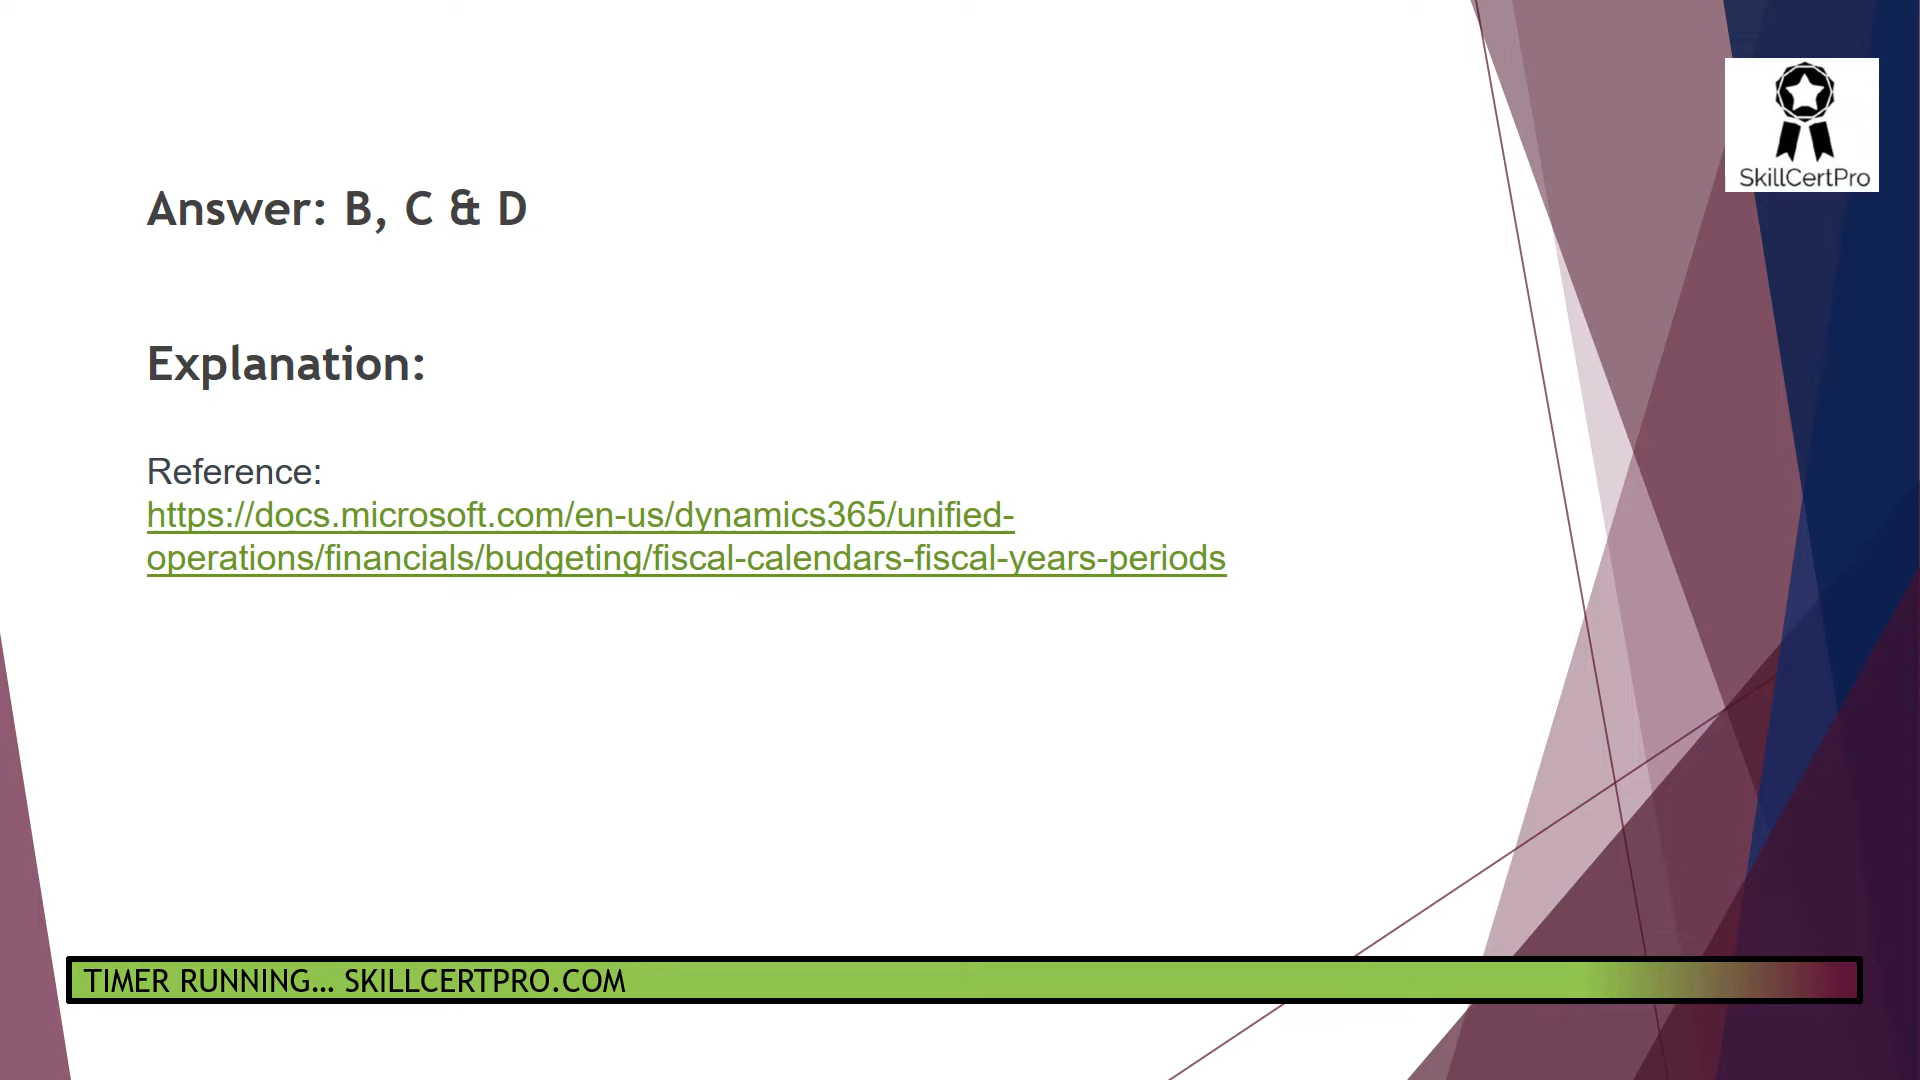 SkillCertPro
Answer: B, C & D
Explanation:
Reference:
https://docs.microsoft.com/en-us/dynamics365/unified-
operations/financials/budgeting/fiscal-calendars-fiscal-years-periods
TIMER RUNNING... SKILLCERTPRO.COM